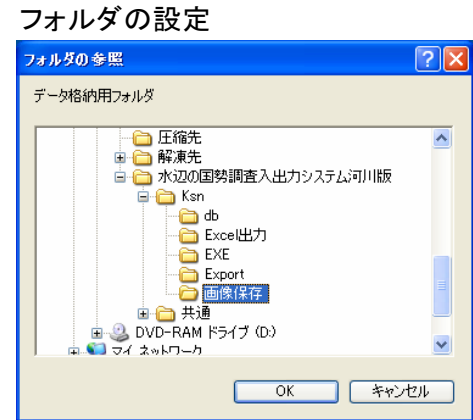 フォルダの設定
フォルダの参照
データ格納用フォルダ
圧縮先
解凍先
水辺の国勢調査入出力システム河川版
Ksn
db
Excel出力
EXE
Export
画像保存
共通
DVD-RAM ドライブ (D:)
マイ ネットワーク
OK
キャンセル